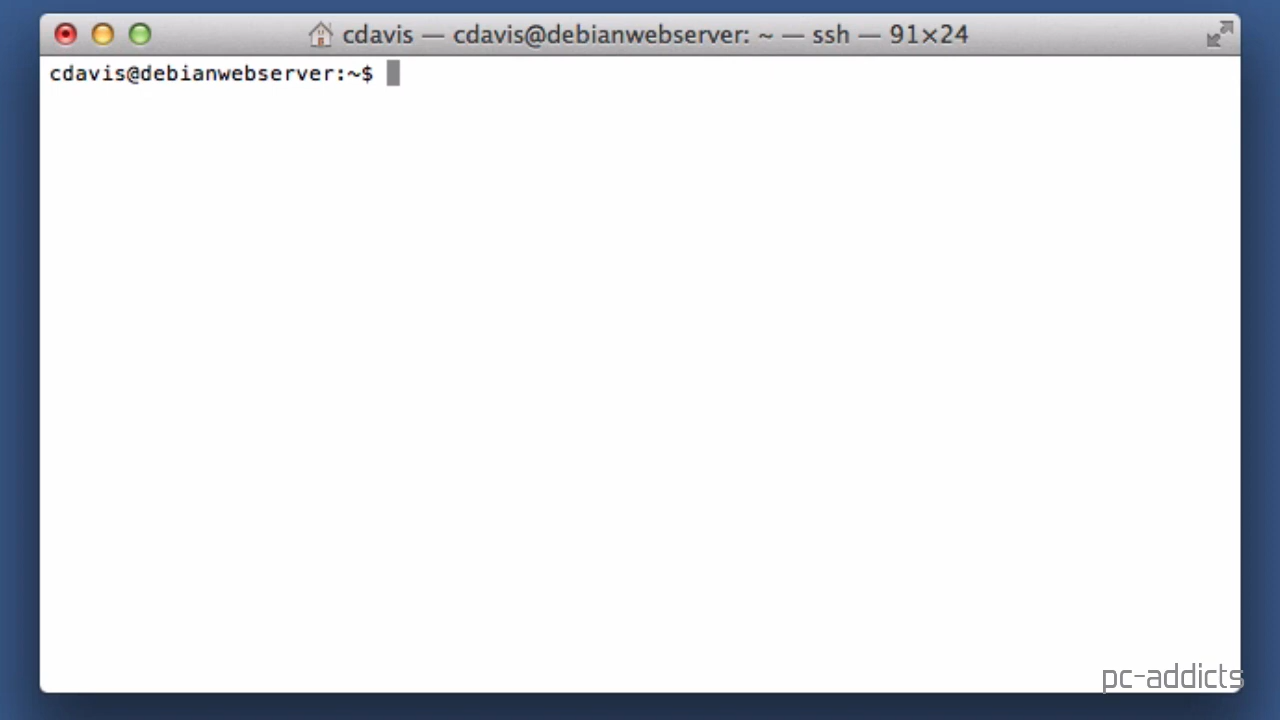 cdavis — cdavis@debianwebserver: ~ — ssh — 91×24
cdavis@debianwebserver:~$
pc-addicts